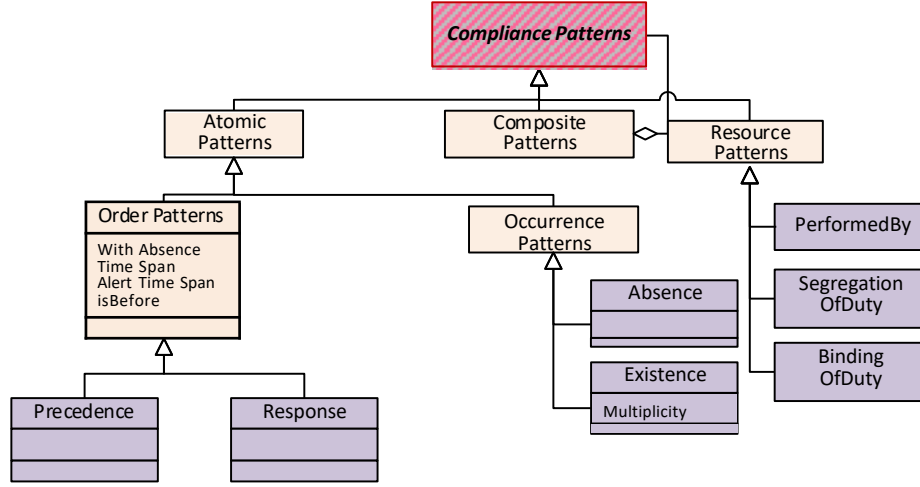 Compliance Patterns
Atomic
Patterns
Composite
Patterns
Resource
Patterns
Order Patterns
With Absence
Time Span
Alert Time Span
isBefore
Occurrence
Patterns
PerformedBy
Segregation
OfDuty
Binding
OfDuty
Absence
Existence
Multiplicity
Precedence
Response